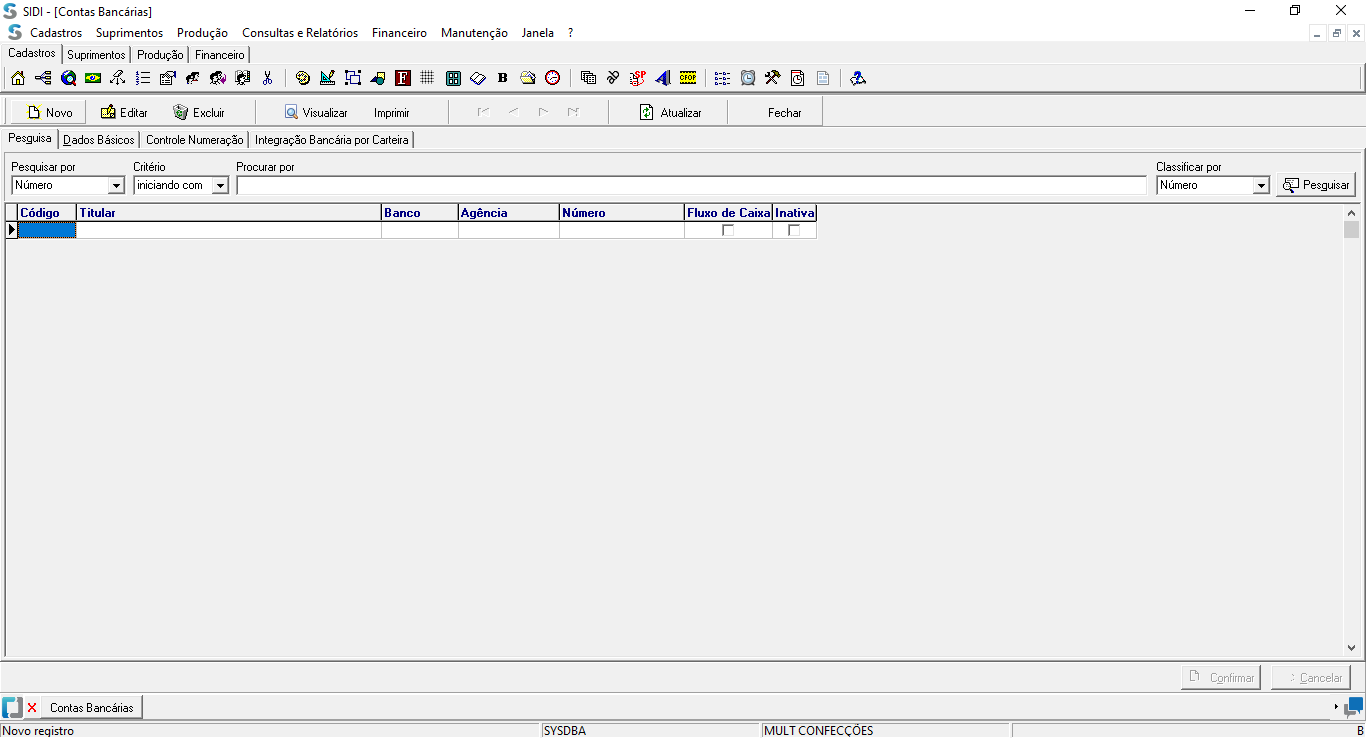 SIDI - [Contas Bancárias]
Cadastros Suprimentos Produção Consultas e Relatórios Financeiro Manutenção Janela ?
Cadastros Suprimentos Produção Financeiro
F B SP CFOP
Novo Editar Excluir Visualizar Imprimir Atualizar Fechar
Pesquisa Dados Básicos Controle Numeração Integração Bancária por Carteira
Pesquisar por Critério Procurar por Classificar por
Número iniciando com Número Pesquisar
Código Titular Banco Agência Número Fluxo de Caixa Inativa
Confirmar Cancelar
Contas Bancárias
Novo registro SYSDBA MULT CONFECÇÕES B